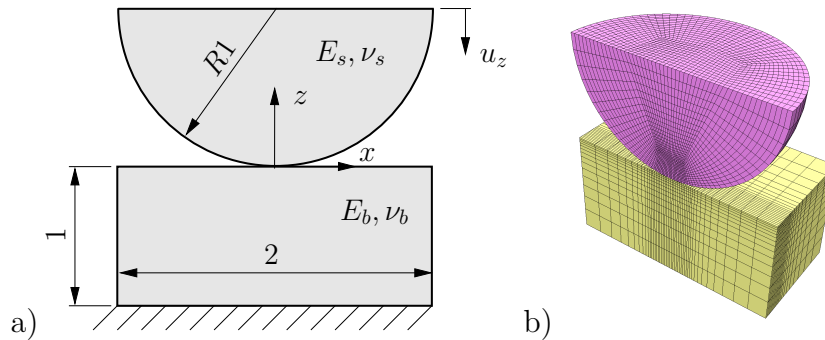 R1
E_s, ν_s
u_z
z
x
E_b, ν_b
1
2
a)
b)